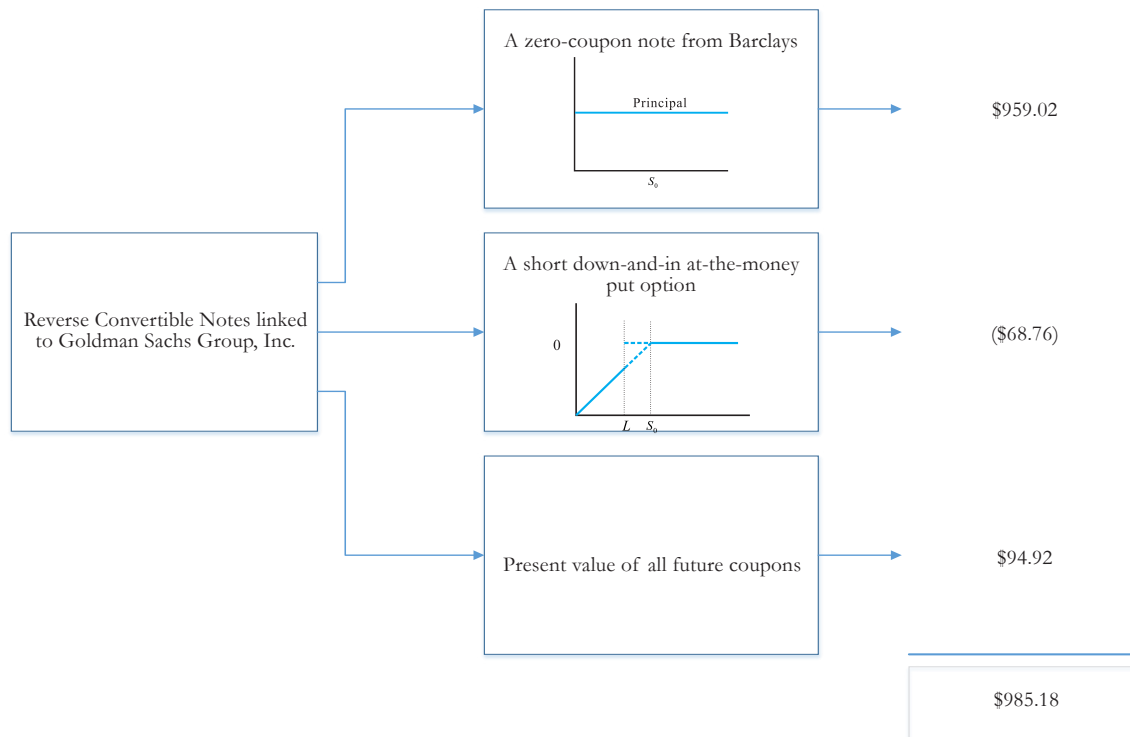 A zero-coupon note from Barclays
Principal
S₀
$959.02
Reverse Convertible Notes linked
to Goldman Sachs Group, Inc.
A short down-and-in at-the-money
put option
0
L S₀
($68.76)
Present value of all future coupons
$94.92
$985.18